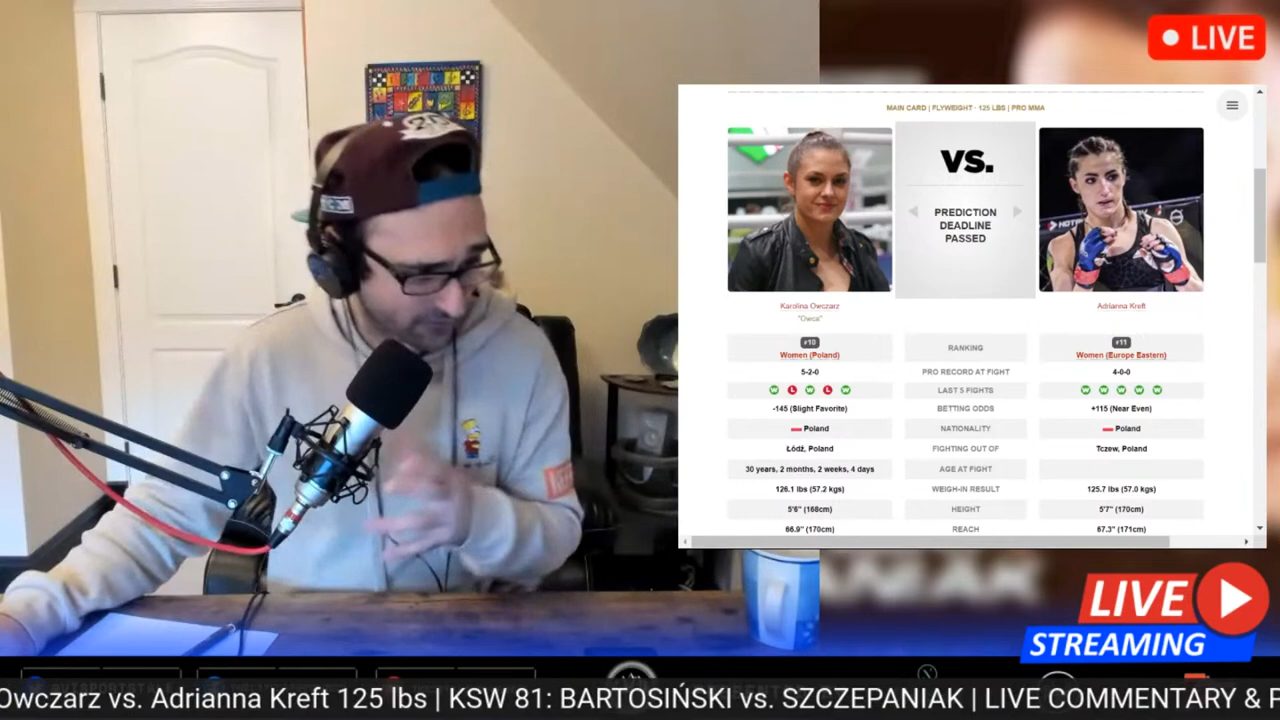 LIVE
MAIN CARD | FLYWEIGHT · 125 LBS | PRO MMA
VS.
PREDICTION
DEADLINE
PASSED
Karolina Owczarz
"Owca"
Adrianna Kreft
#10
Women (Poland)
RANKING
#11
Women (Europe Eastern)
5-2-0
PRO RECORD AT FIGHT
4-0-0
W L W L W
LAST 5 FIGHTS
W W W W W
-145 (Slight Favorite)
BETTING ODDS
+115 (Near Even)
Poland
NATIONALITY
Poland
Łódź, Poland
FIGHTING OUT OF
Tczew, Poland
30 years, 2 months, 2 weeks, 4 days
AGE AT FIGHT
126.1 lbs (57.2 kgs)
WEIGH-IN RESULT
125.7 lbs (57.0 kgs)
5'6" (168cm)
HEIGHT
5'7" (170cm)
66.9" (170cm)
REACH
67.3" (171cm)
LIVE
STREAMING
Owczarz vs. Adrianna Kreft 125 lbs | KSW 81: BARTOSIŃSKI vs. SZCZEPANIAK | LIVE COMMENTARY &